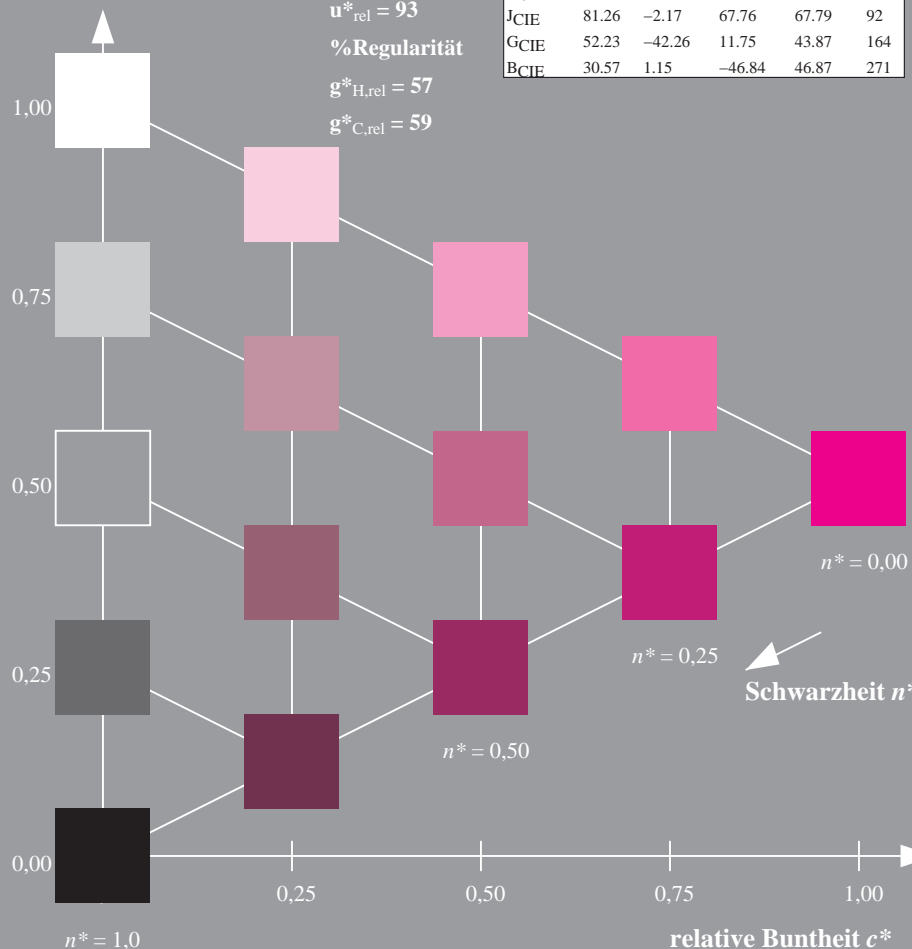 u*rel = 93
%Regularität
g*H,rel = 57
g*C,rel = 59
JCIE 81.26 −2.17 67.76 67.79 92
GCIE 52.23 −42.26 11.75 43.87 164
BCIE 30.57 1.15 −46.84 46.87 271
1,00
0,75
0,50
0,25
0,00
n* = 0,00
n* = 0,25
Schwarzheit n*
n* = 0,50
0,25 0,50 0,75 1,00
n* = 1,0
relative Buntheit c*